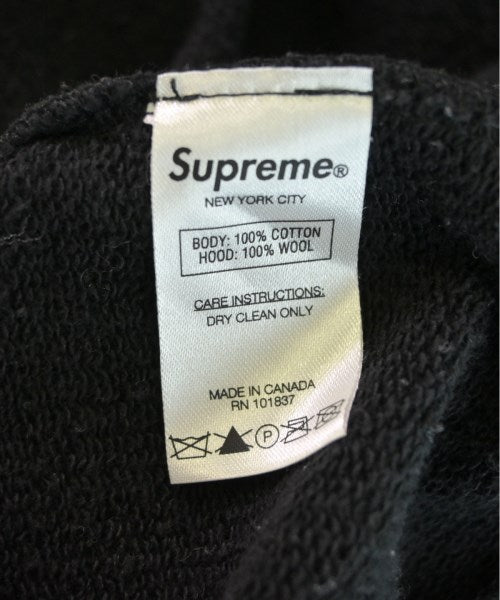 Supreme®
NEW YORK CITY
BODY: 100% COTTON
HOOD: 100% WOOL
CARE INSTRUCTIONS:
DRY CLEAN ONLY
MADE IN CANADA
RN 101837
P